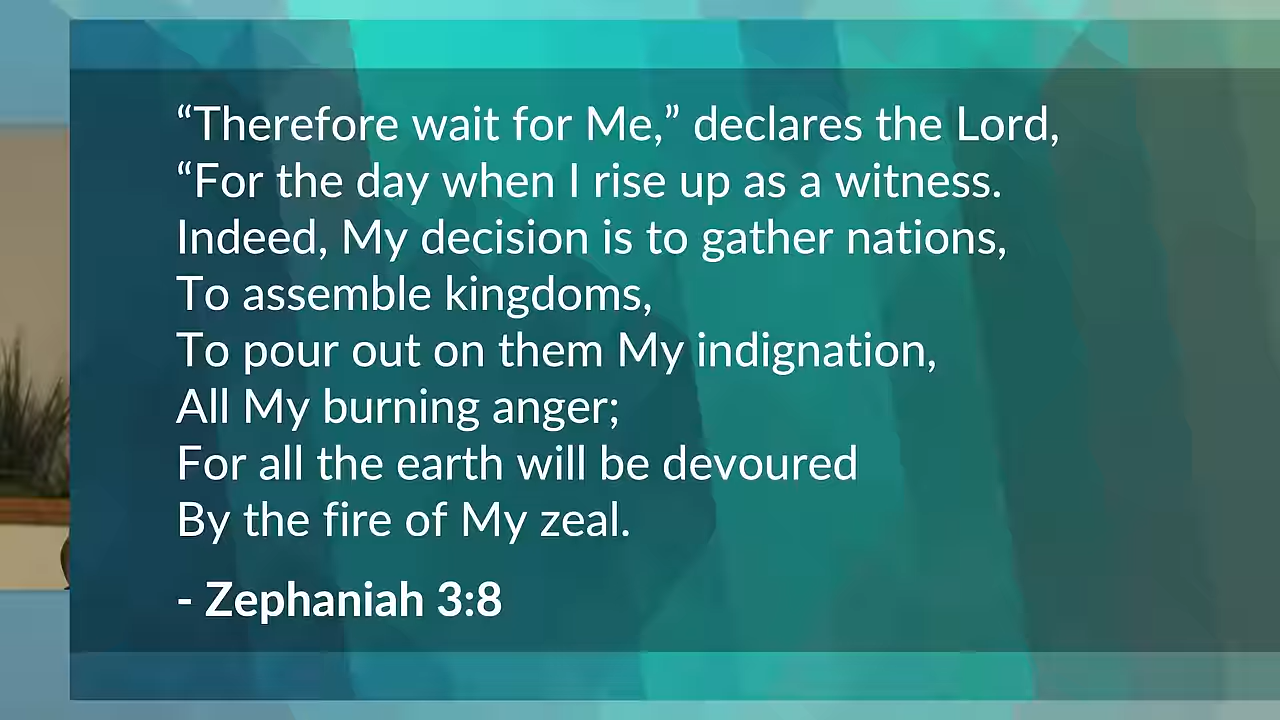 “Therefore wait for Me,” declares the Lord,
“For the day when I rise up as a witness.
Indeed, My decision is to gather nations,
To assemble kingdoms,
To pour out on them My indignation,
All My burning anger;
For all the earth will be devoured
By the fire of My zeal.
- Zephaniah 3:8